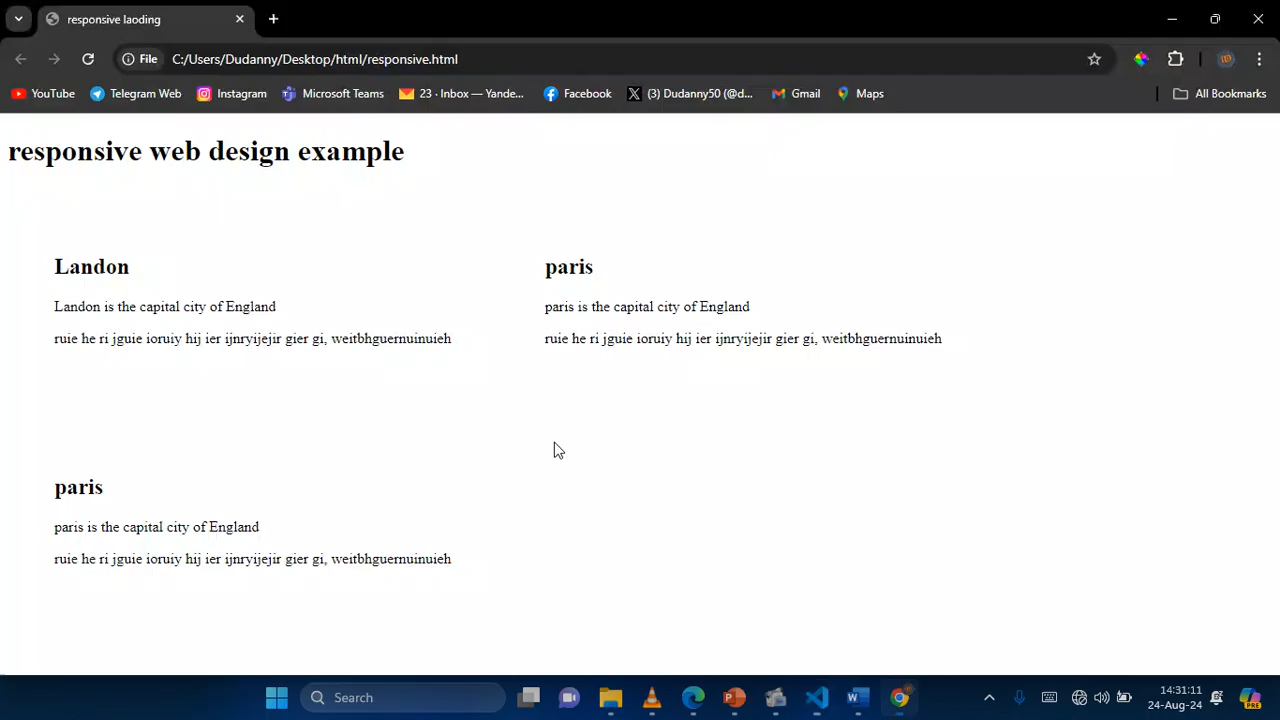 responsive laoding
File
C:/Users/Dudanny/Desktop/html/responsive.html
YouTube
Telegram Web
Instagram
Microsoft Teams
23 · Inbox — Yande...
Facebook
(3) Dudanny50 (@d...
Gmail
Maps
All Bookmarks
responsive web design example
Landon
Landon is the capital city of England
ruie he ri jguie ioruiy hij ier ijnryijejir gier gi, weitbhguernuinuieh
paris
paris is the capital city of England
ruie he ri jguie ioruiy hij ier ijnryijejir gier gi, weitbhguernuinuieh
paris
paris is the capital city of England
ruie he ri jguie ioruiy hij ier ijnryijejir gier gi, weitbhguernuinuieh
Search
14:31:11
24-Aug-24
PRE